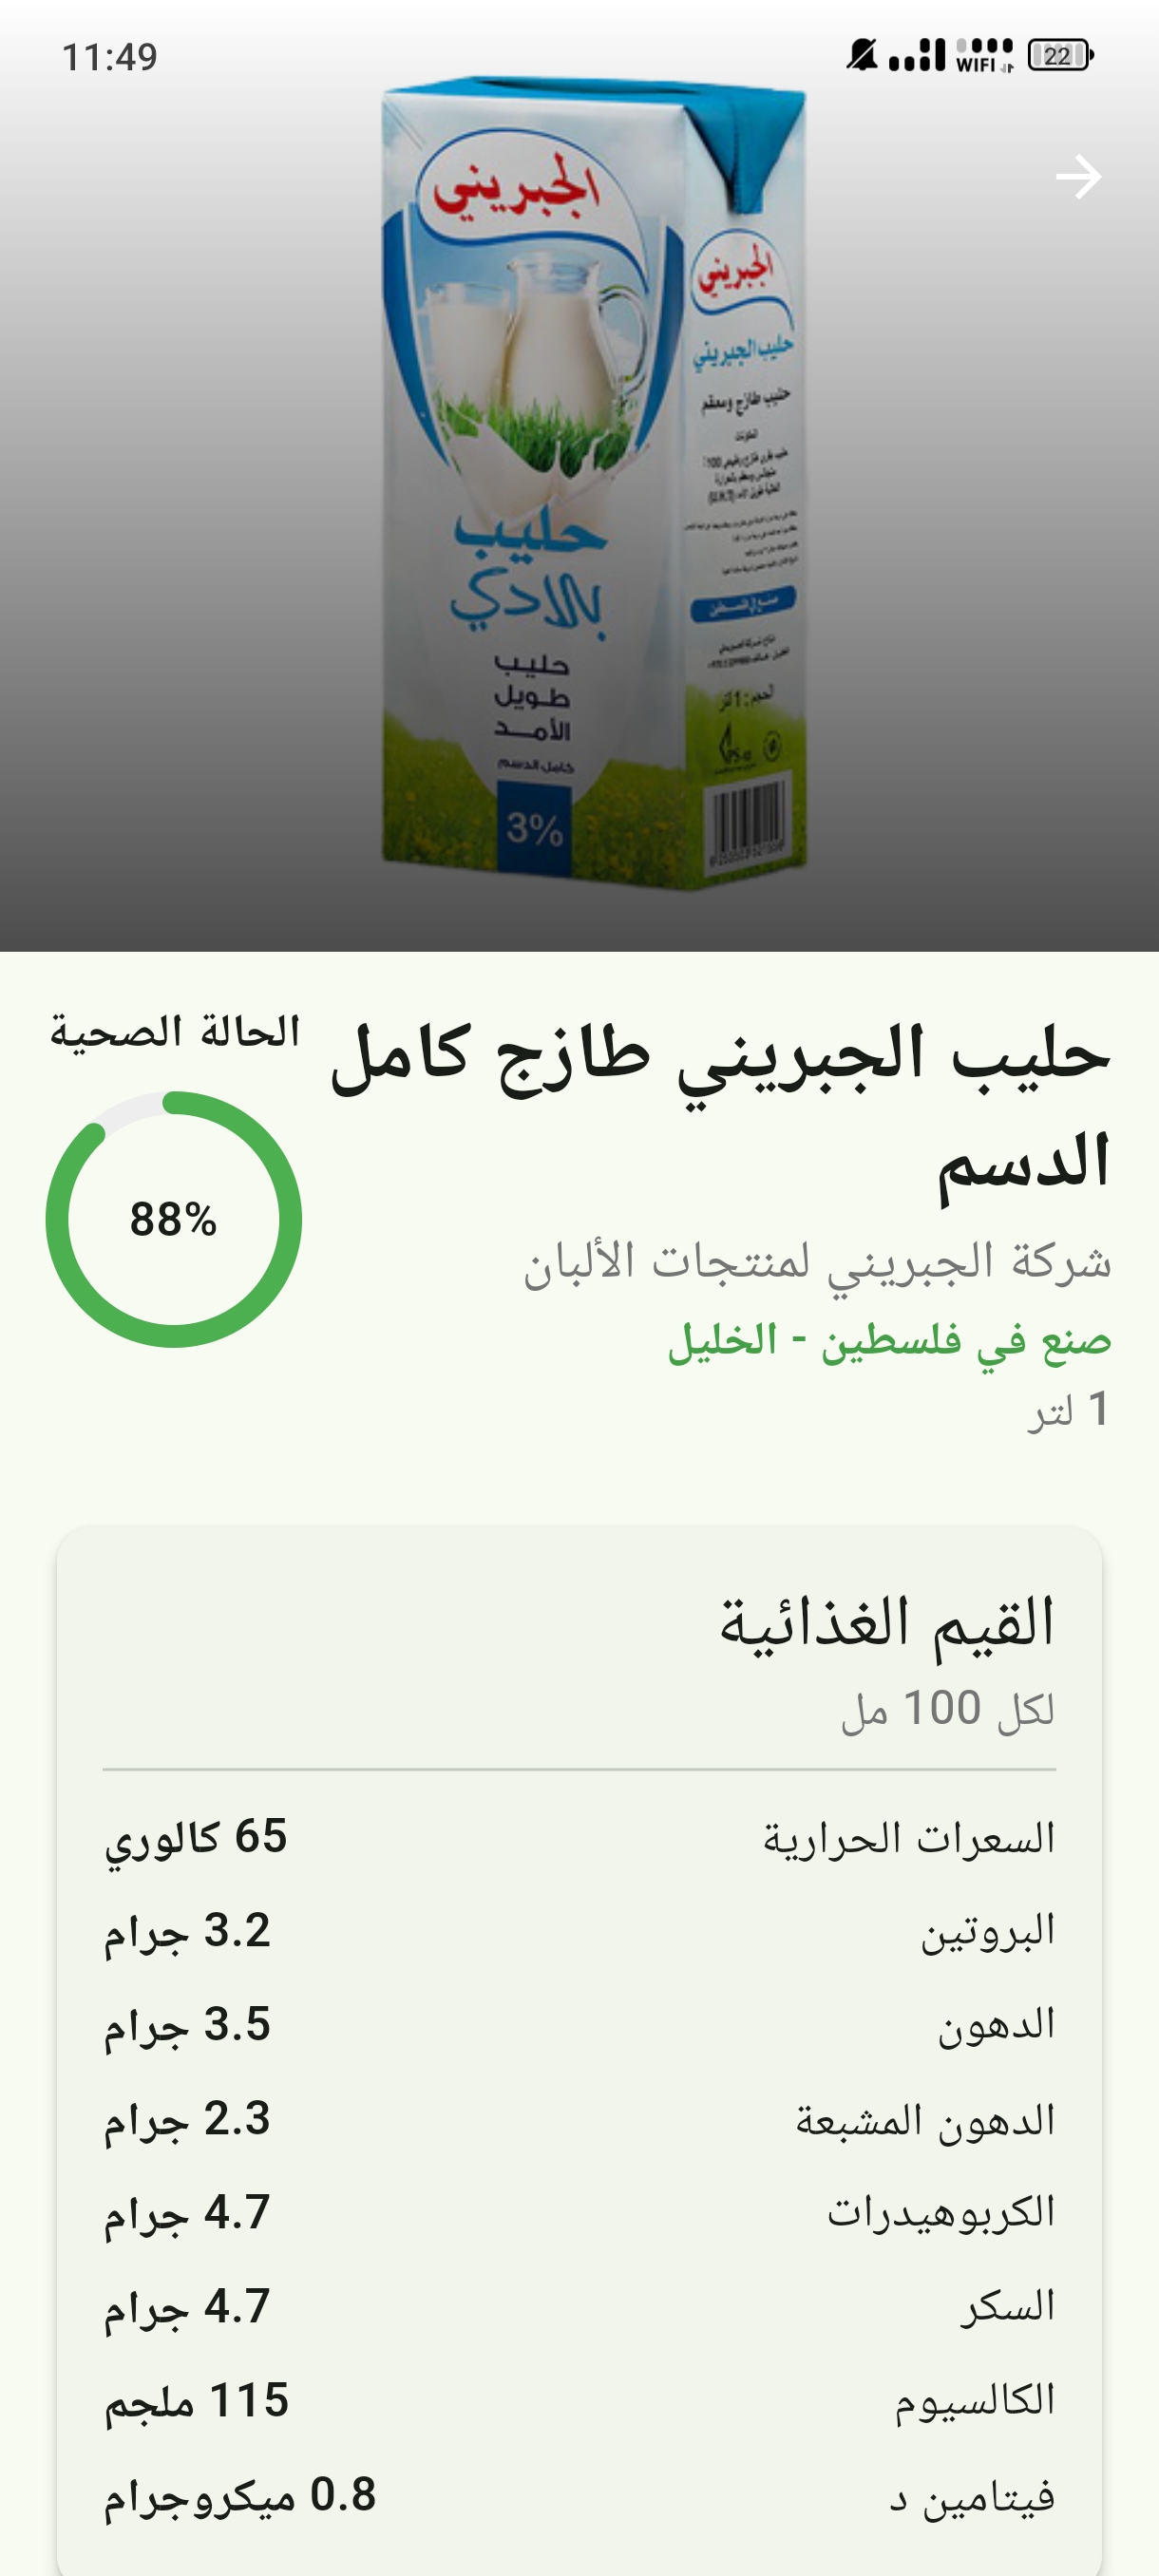 11:49
WIFI
22
الجبريني
الجبريني
حليب الجبريني
حليب طازج ومعقم
حليب
بلادي
حليب
طويل
الأمد
كامل الدسم
3%
صنع في فلسطين
الحجم: 1 لتر
حليب الجبريني طازج كامل
الدسم
الحالة الصحية
88%
شركة الجبريني لمنتجات الألبان
صنع في فلسطين - الخليل
1 لتر
القيم الغذائية
لكل 100 مل
السعرات الحرارية 65 كالوري
البروتين 3.2 جرام
الدهون 3.5 جرام
الدهون المشبعة 2.3 جرام
الكربوهيدرات 4.7 جرام
السكر 4.7 جرام
الكالسيوم 115 ملجم
فيتامين د 0.8 ميكروجرام